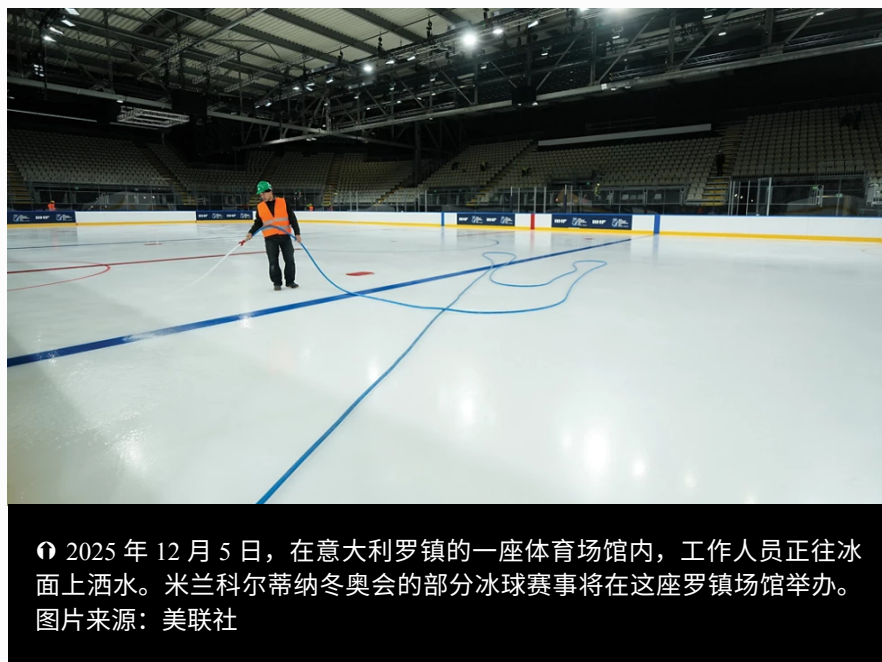 2025 年 12 月 5 日，在意大利罗镇的一座体育场馆内，工作人员正往冰
面上洒水。米兰科尔蒂纳冬奥会的部分冰球赛事将在这座罗镇场馆举办。
图片来源：美联社